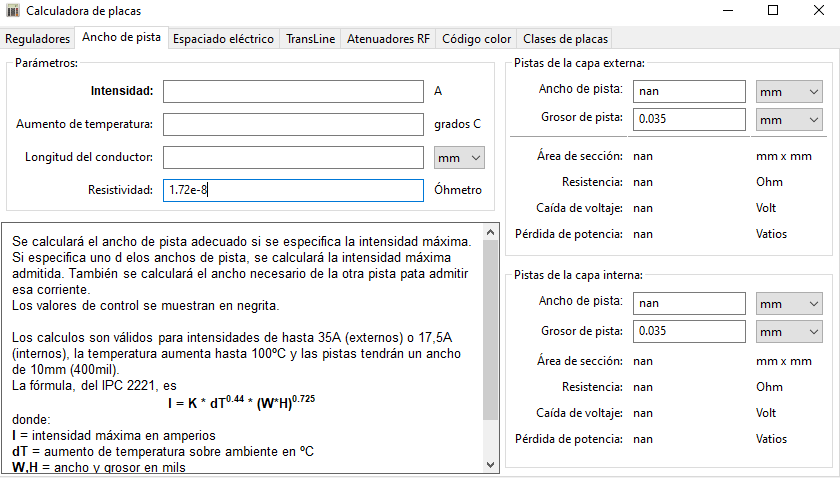 Calculadora de placas
Reguladores Ancho de pista Espaciado eléctrico TransLine Atenuadores RF Código color Clases de placas
Parámetros:
Intensidad: A
Aumento de temperatura: grados C
Longitud del conductor: mm
Resistividad: 1.72e-8 Óhmetro
Se calculará el ancho de pista adecuado si se especifica la intensidad máxima.
Si especifica uno d elos anchos de pista, se calculará la intensidad máxima
admitida. También se calculará el ancho necesario de la otra pista pata admitir
esa corriente.
Los valores de control se muestran en negrita.
Los calculos son válidos para intensidades de hasta 35A (externos) o 17,5A
(internos), la temperatura aumenta hasta 100ºC y las pistas tendrán un ancho
de 10mm (400mil).
La fórmula, del IPC 2221, es
I = K * dT^0.44 * (W*H)^0.725
donde:
I = intensidad máxima en amperios
dT = aumento de temperatura sobre ambiente en ºC
W,H = ancho y grosor en mils
Pistas de la capa externa:
Ancho de pista: nan mm
Grosor de pista: 0.035 mm
Área de sección: nan mm x mm
Resistencia: nan Ohm
Caída de voltaje: nan Volt
Pérdida de potencia: nan Vatios
Pistas de la capa interna:
Ancho de pista: nan mm
Grosor de pista: 0.035 mm
Área de sección: nan mm x mm
Resistencia: nan Ohm
Caída de voltaje: nan Volt
Pérdida de potencia: nan Vatios